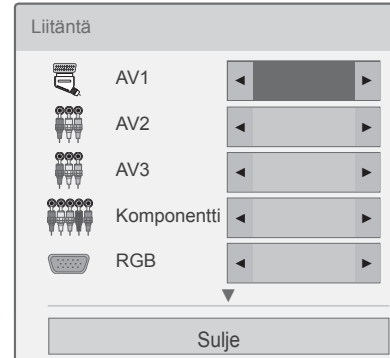 Liitäntä
AV1
AV2
AV3
Komponentti
RGB
Sulje